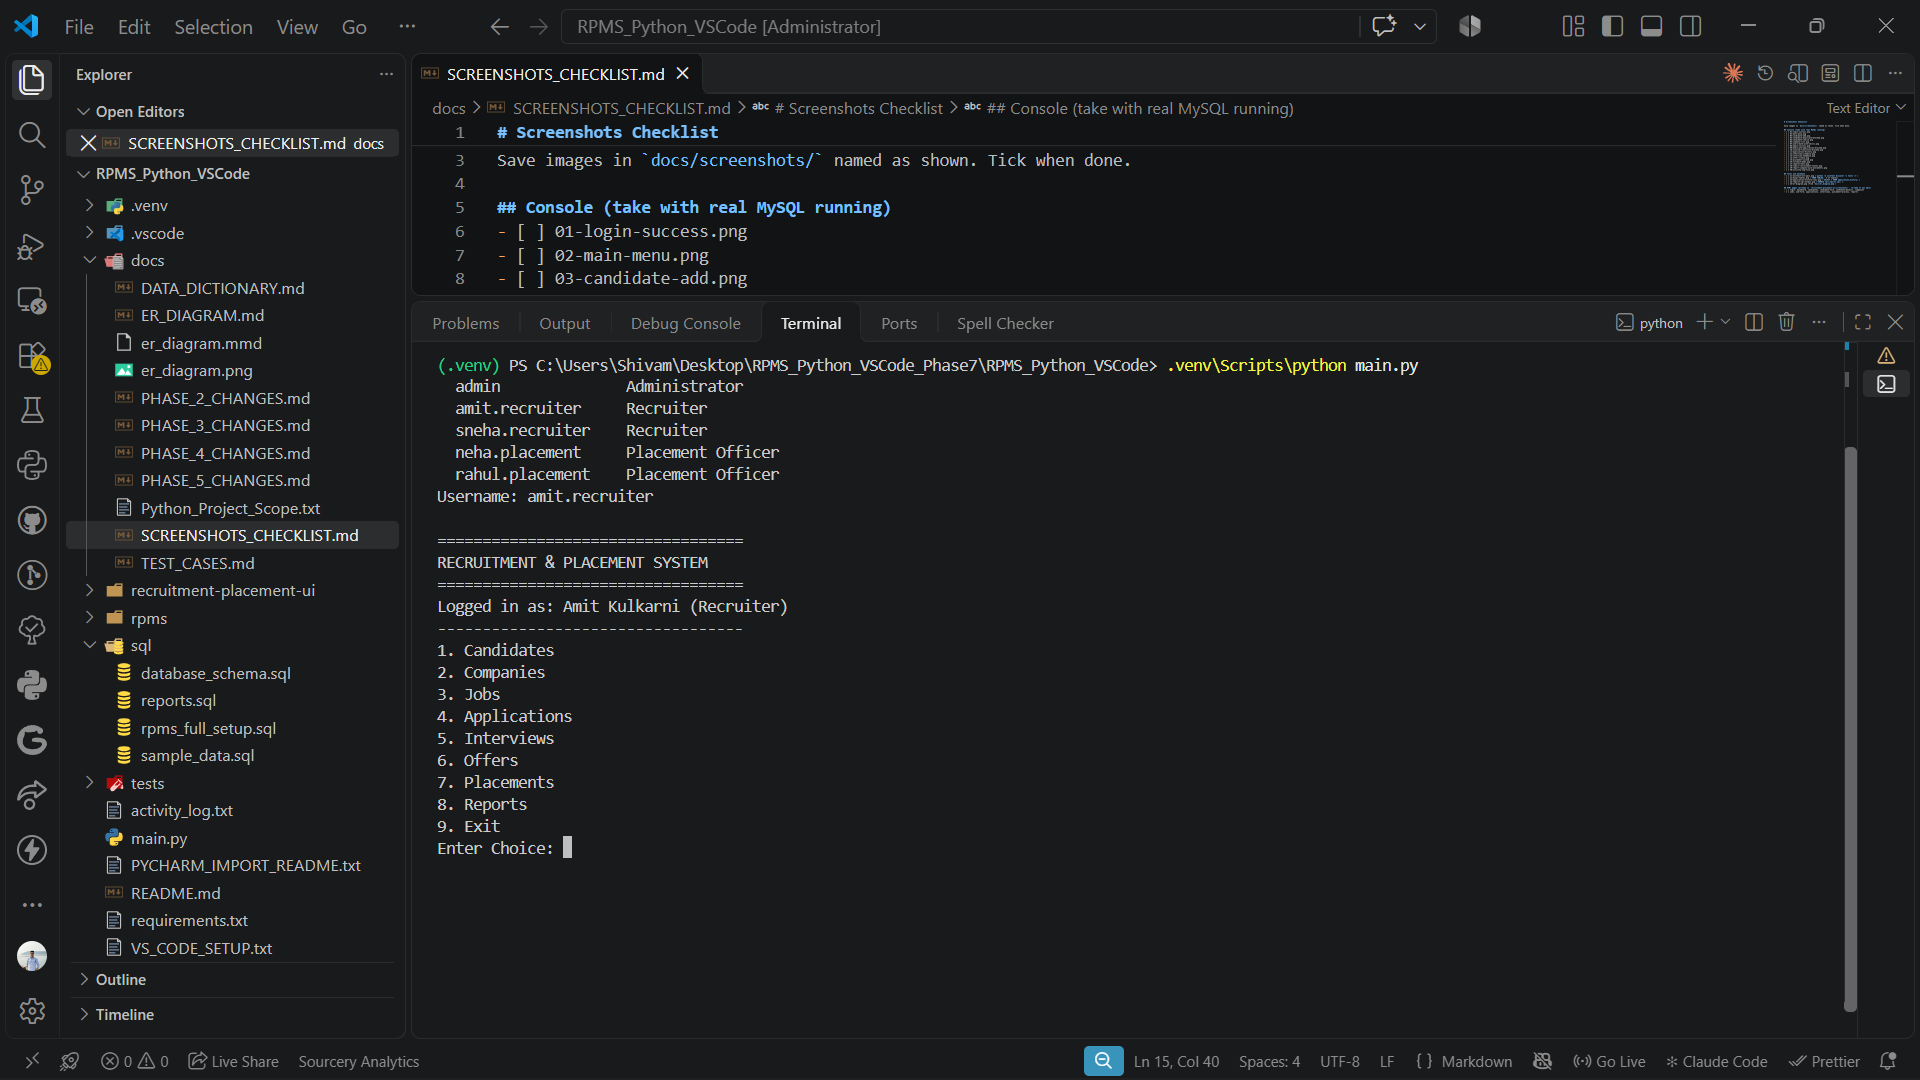 File Edit Selection View Go ···
RPMS_Python_VSCode [Administrator]
Explorer
Open Editors
SCREENSHOTS_CHECKLIST.md docs
RPMS_Python_VSCode
.venv
.vscode
docs
DATA_DICTIONARY.md
ER_DIAGRAM.md
er_diagram.mmd
er_diagram.png
PHASE_2_CHANGES.md
PHASE_3_CHANGES.md
PHASE_4_CHANGES.md
PHASE_5_CHANGES.md
Python_Project_Scope.txt
SCREENSHOTS_CHECKLIST.md
TEST_CASES.md
recruitment-placement-ui
rpms
sql
database_schema.sql
reports.sql
rpms_full_setup.sql
sample_data.sql
tests
activity_log.txt
main.py
PYCHARM_IMPORT_README.txt
README.md
requirements.txt
VS_CODE_SETUP.txt
Outline
Timeline
SCREENSHOTS_CHECKLIST.md
docs > SCREENSHOTS_CHECKLIST.md > abc # Screenshots Checklist > abc ## Console (take with real MySQL running)
Text Editor
1 # Screenshots Checklist
3 Save images in `docs/screenshots/` named as shown. Tick when done.
4
5 ## Console (take with real MySQL running)
6 - [ ] 01-login-success.png
7 - [ ] 02-main-menu.png
8 - [ ] 03-candidate-add.png
Problems Output Debug Console Terminal Ports Spell Checker
python
(.venv) PS C:\Users\Shivam\Desktop\RPMS_Python_VSCode_Phase7\RPMS_Python_VSCode> .venv\Scripts\python main.py
admin Administrator
amit.recruiter Recruiter
sneha.recruiter Recruiter
neha.placement Placement Officer
rahul.placement Placement Officer
Username: amit.recruiter
==================================
RECRUITMENT & PLACEMENT SYSTEM
==================================
Logged in as: Amit Kulkarni (Recruiter)
----------------------------------
1. Candidates
2. Companies
3. Jobs
4. Applications
5. Interviews
6. Offers
7. Placements
8. Reports
9. Exit
Enter Choice:
0 0 Live Share Sourcery Analytics
Ln 15, Col 40 Spaces: 4 UTF-8 LF { } Markdown Go Live Claude Code Prettier